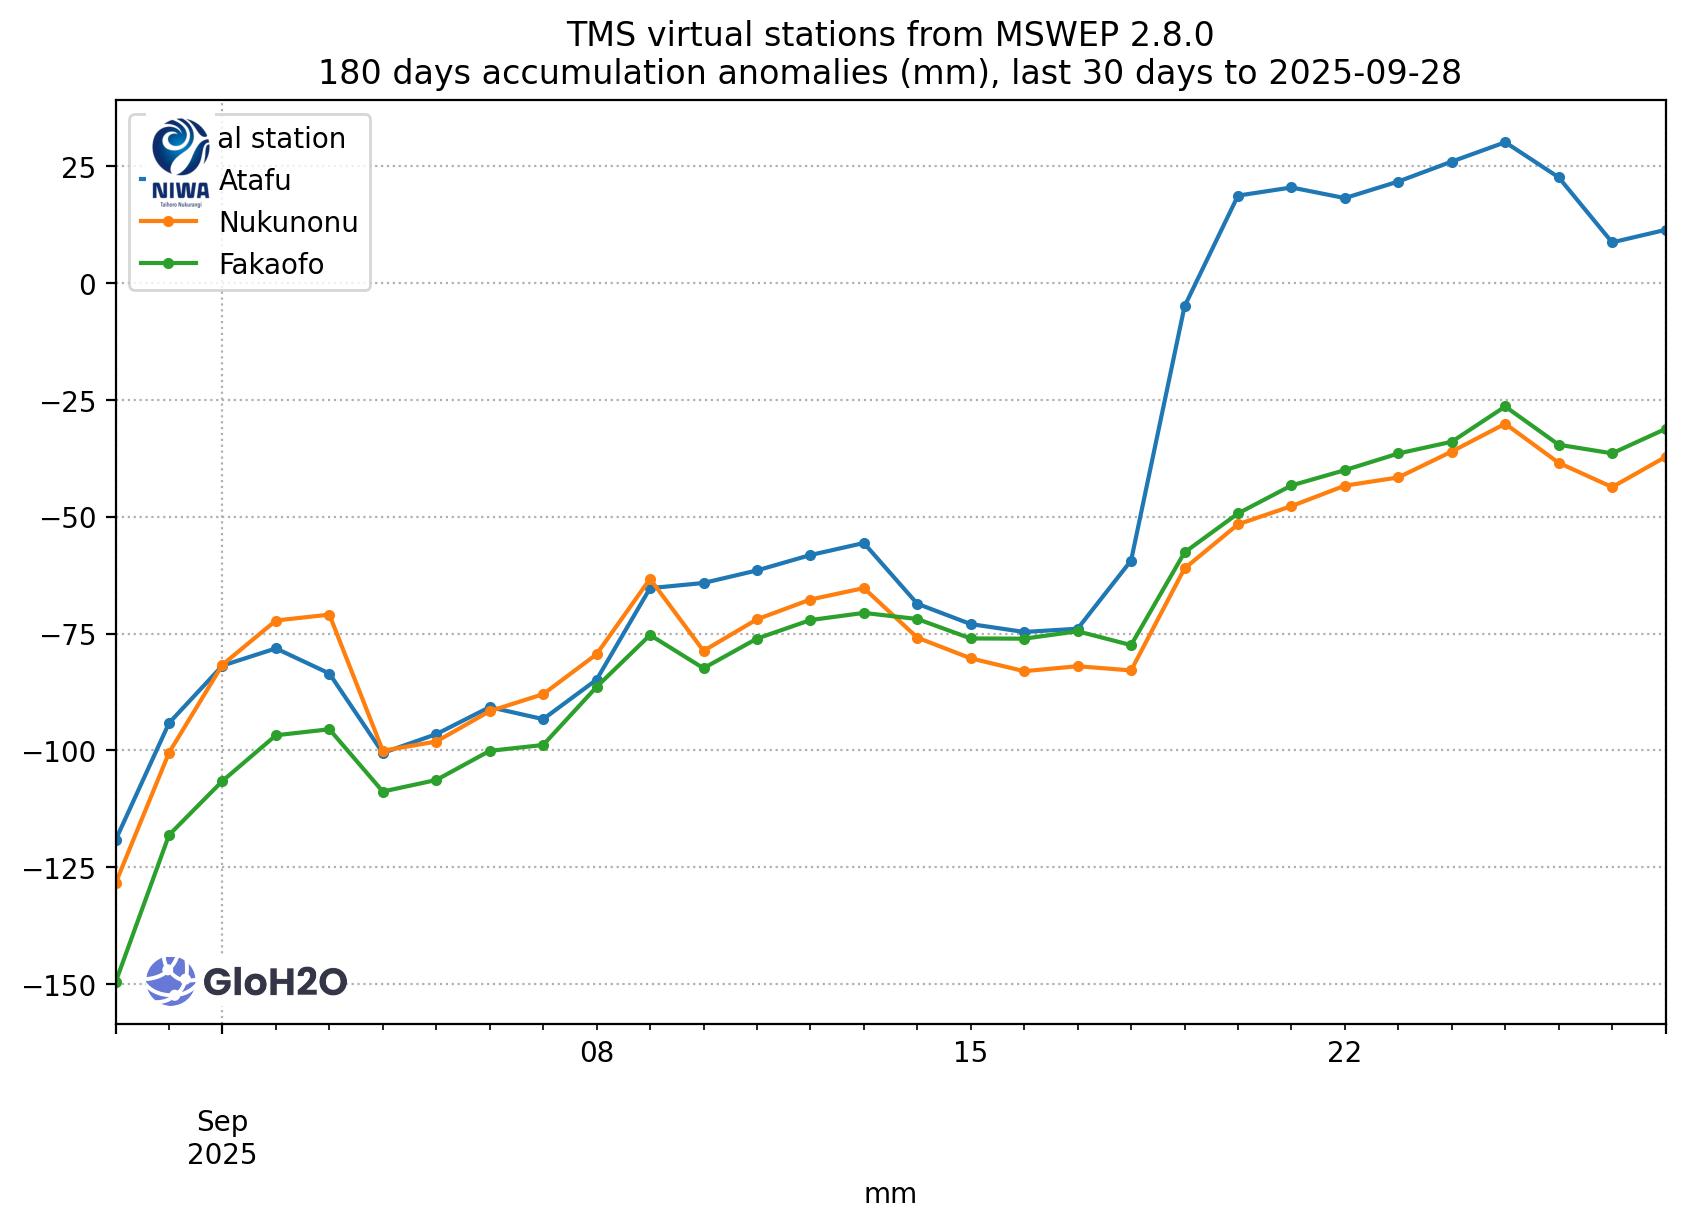 TMS virtual stations from MSWEP 2.8.0
180 days accumulation anomalies (mm), last 30 days to 2025-09-28
al station
Atafu
Nukunonu
Fakaofo
NIWA
Taihoro Nukurangi
25
0
−25
−50
−75
−100
−125
−150
GloH2O
08
15
22
Sep
2025
mm